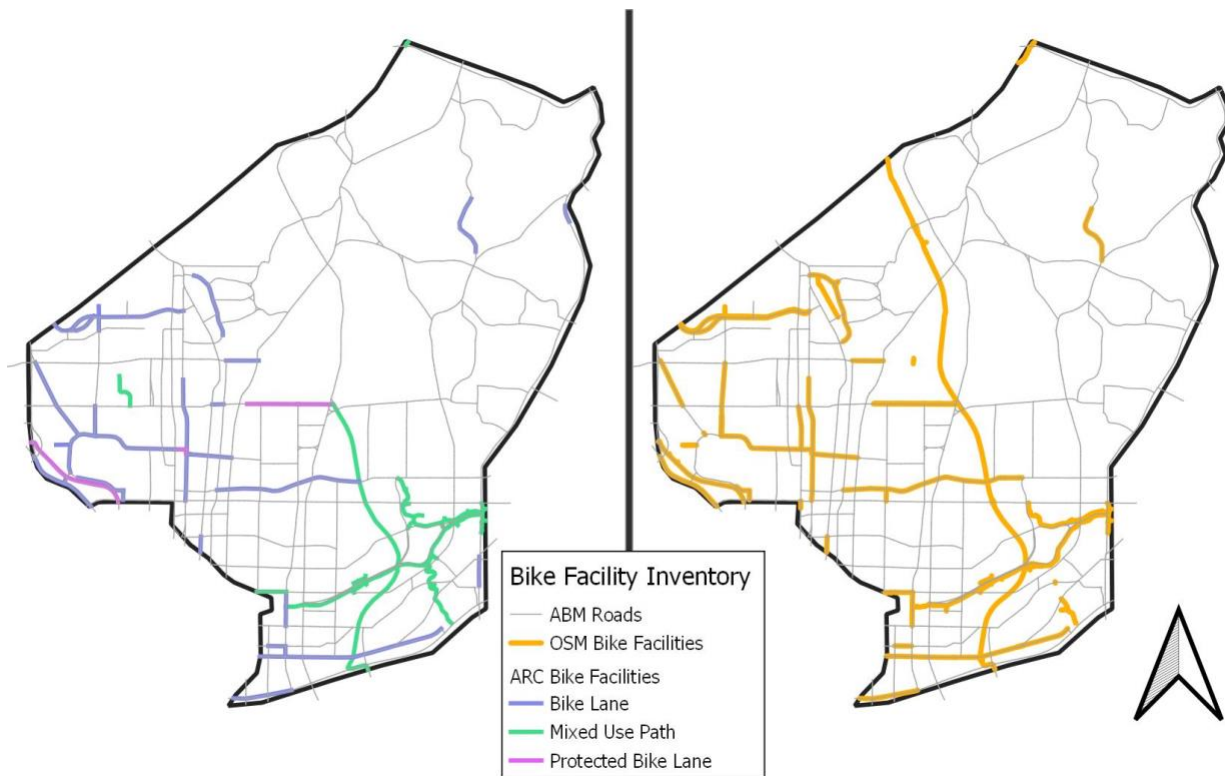 Bike Facility Inventory
ABM Roads
OSM Bike Facilities
ARC Bike Facilities
Bike Lane
Mixed Use Path
Protected Bike Lane